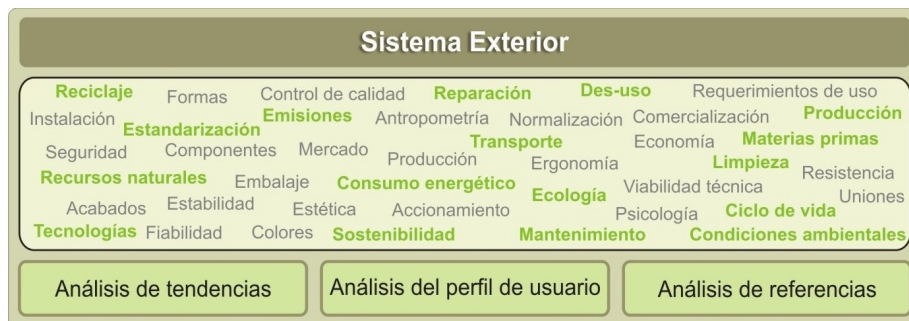 Sistema Exterior
Reciclaje Formas Control de calidad Reparación Des-uso Requerimientos de uso
Instalación Estandarización Emisiones Antropometría Normalización Comercialización Producción
Seguridad Componentes Mercado Producción Transporte Ergonomía Economía Materias primas
Recursos naturales Embalaje Consumo energético Ecología Viabilidad técnica Limpieza Resistencia
Acabados Estabilidad Estética Accionamiento Psicología Ciclo de vida Uniones
Tecnologías Fiabilidad Colores Sostenibilidad Mantenimiento Condiciones ambientales
Análisis de tendencias
Análisis del perfil de usuario
Análisis de referencias